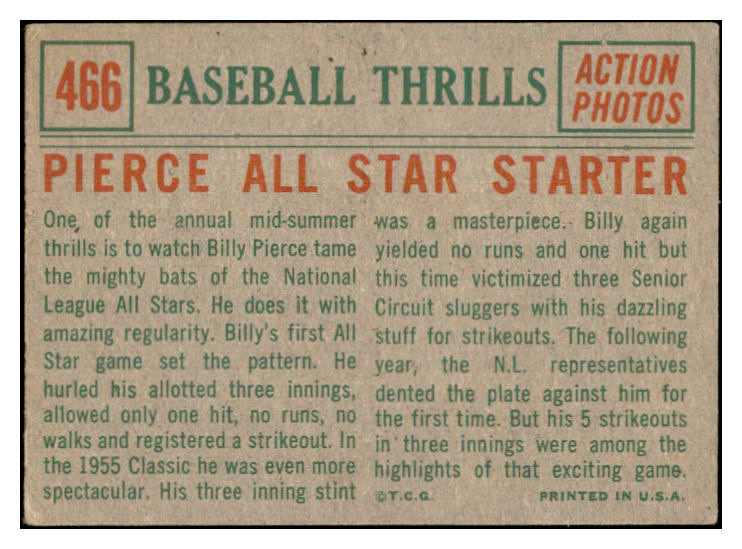 466
BASEBALL THRILLS
ACTION
PHOTOS
PIERCE ALL STAR STARTER
One of the annual mid-summer
thrills is to watch Billy Pierce tame
the mighty bats of the National
League All Stars. He does it with
amazing regularity. Billy's first All
Star game set the pattern. He
hurled his allotted three innings,
allowed only one hit, no runs, no
walks and registered a strikeout. In
the 1955 Classic he was even more
spectacular. His three inning stint
was a masterpiece. Billy again
yielded no runs and one hit but
this time victimized three Senior
Circuit sluggers with his dazzling
stuff for strikeouts. The following
year, the N.L. representatives
dented the plate against him for
the first time. But his 5 strikeouts
in three innings were among the
highlights of that exciting game.
©T.C.G.
PRINTED IN U.S.A.